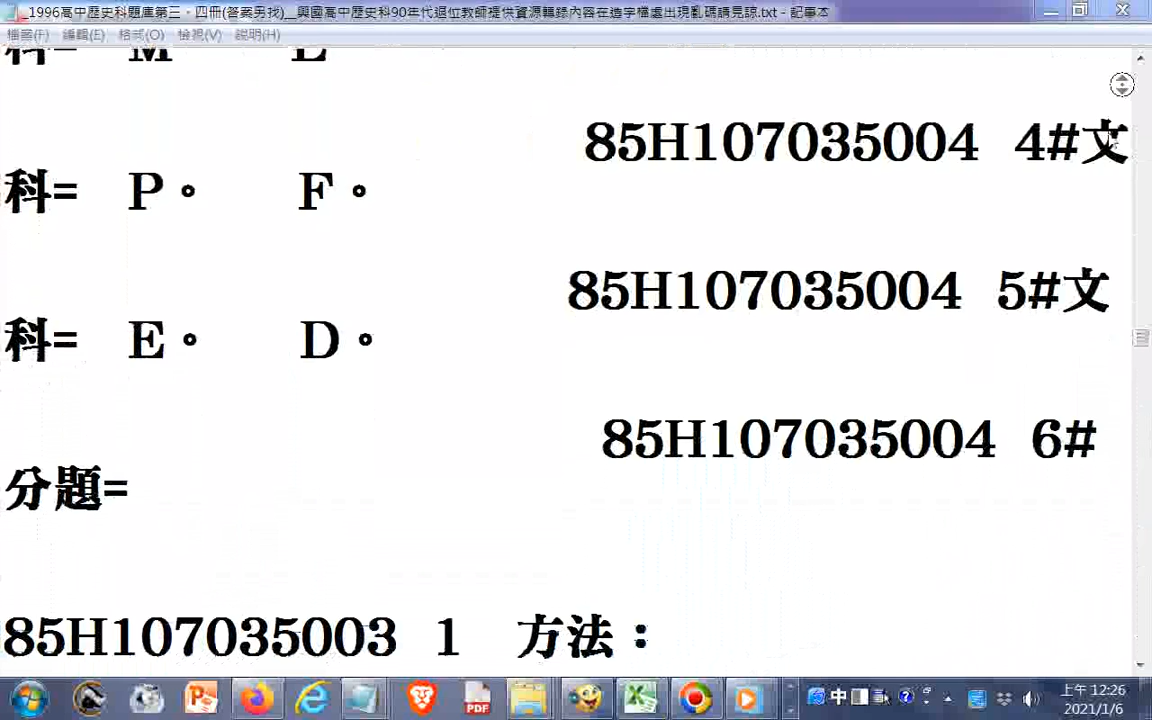 _1996高中歷史科題庫第三、四冊(答案另找)__興國高中歷史科90年代退位教師提供資源轉錄內容在造字檔處出現亂碼請見諒.txt - 記事本
檔案(F) 編輯(E) 格式(O) 檢視(V) 說明(H)
科= M E
85H107035004 4#文
科= P。 F。
85H107035004 5#文
科= E。 D。
85H107035004 6#
分題=
85H107035003 1 方法：
中
上午 12:26
2021/1/6